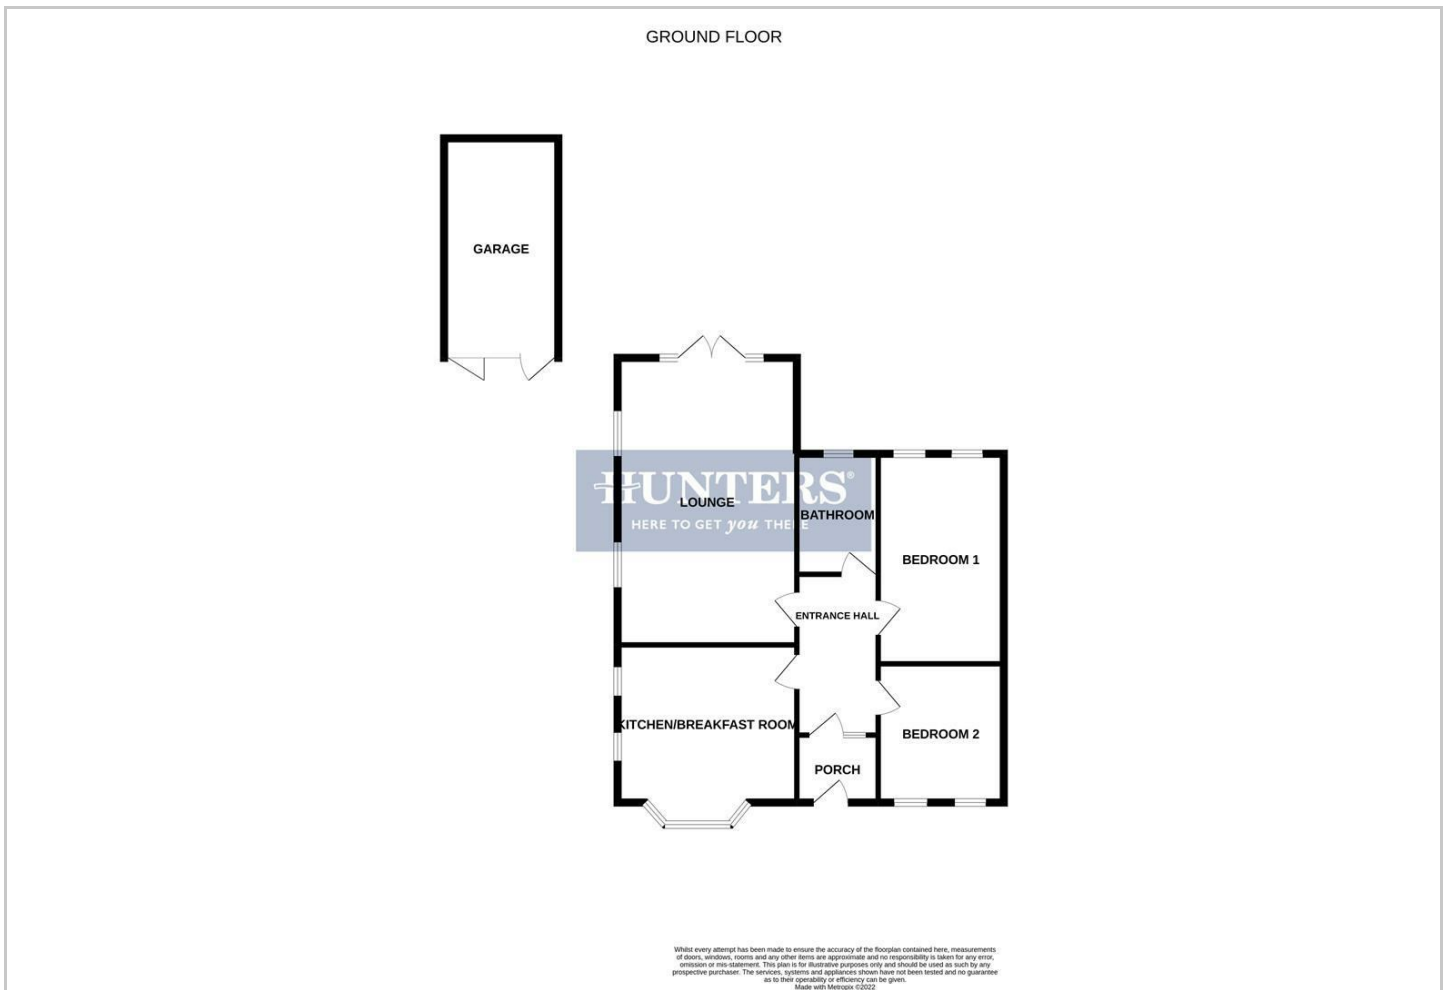 GROUND FLOOR
GARAGE
HUNTERS®
LOUNGE
HERE TO GET you THERE
BATHROOM
BEDROOM 1
ENTRANCE HALL
KITCHEN/BREAKFAST ROOM
BEDROOM 2
PORCH
Whilst every attempt has been made to ensure the accuracy of the floorplan contained here, measurements
of doors, windows, rooms and any other items are approximate and no responsibility is taken for any error,
omission or mis-statement. This plan is for illustrative purposes only and should be used as such by any
prospective purchaser. The services, systems and appliances shown have not been tested and no guarantee
as to their operability or efficiency can be given.
Made with Metropix ©2022